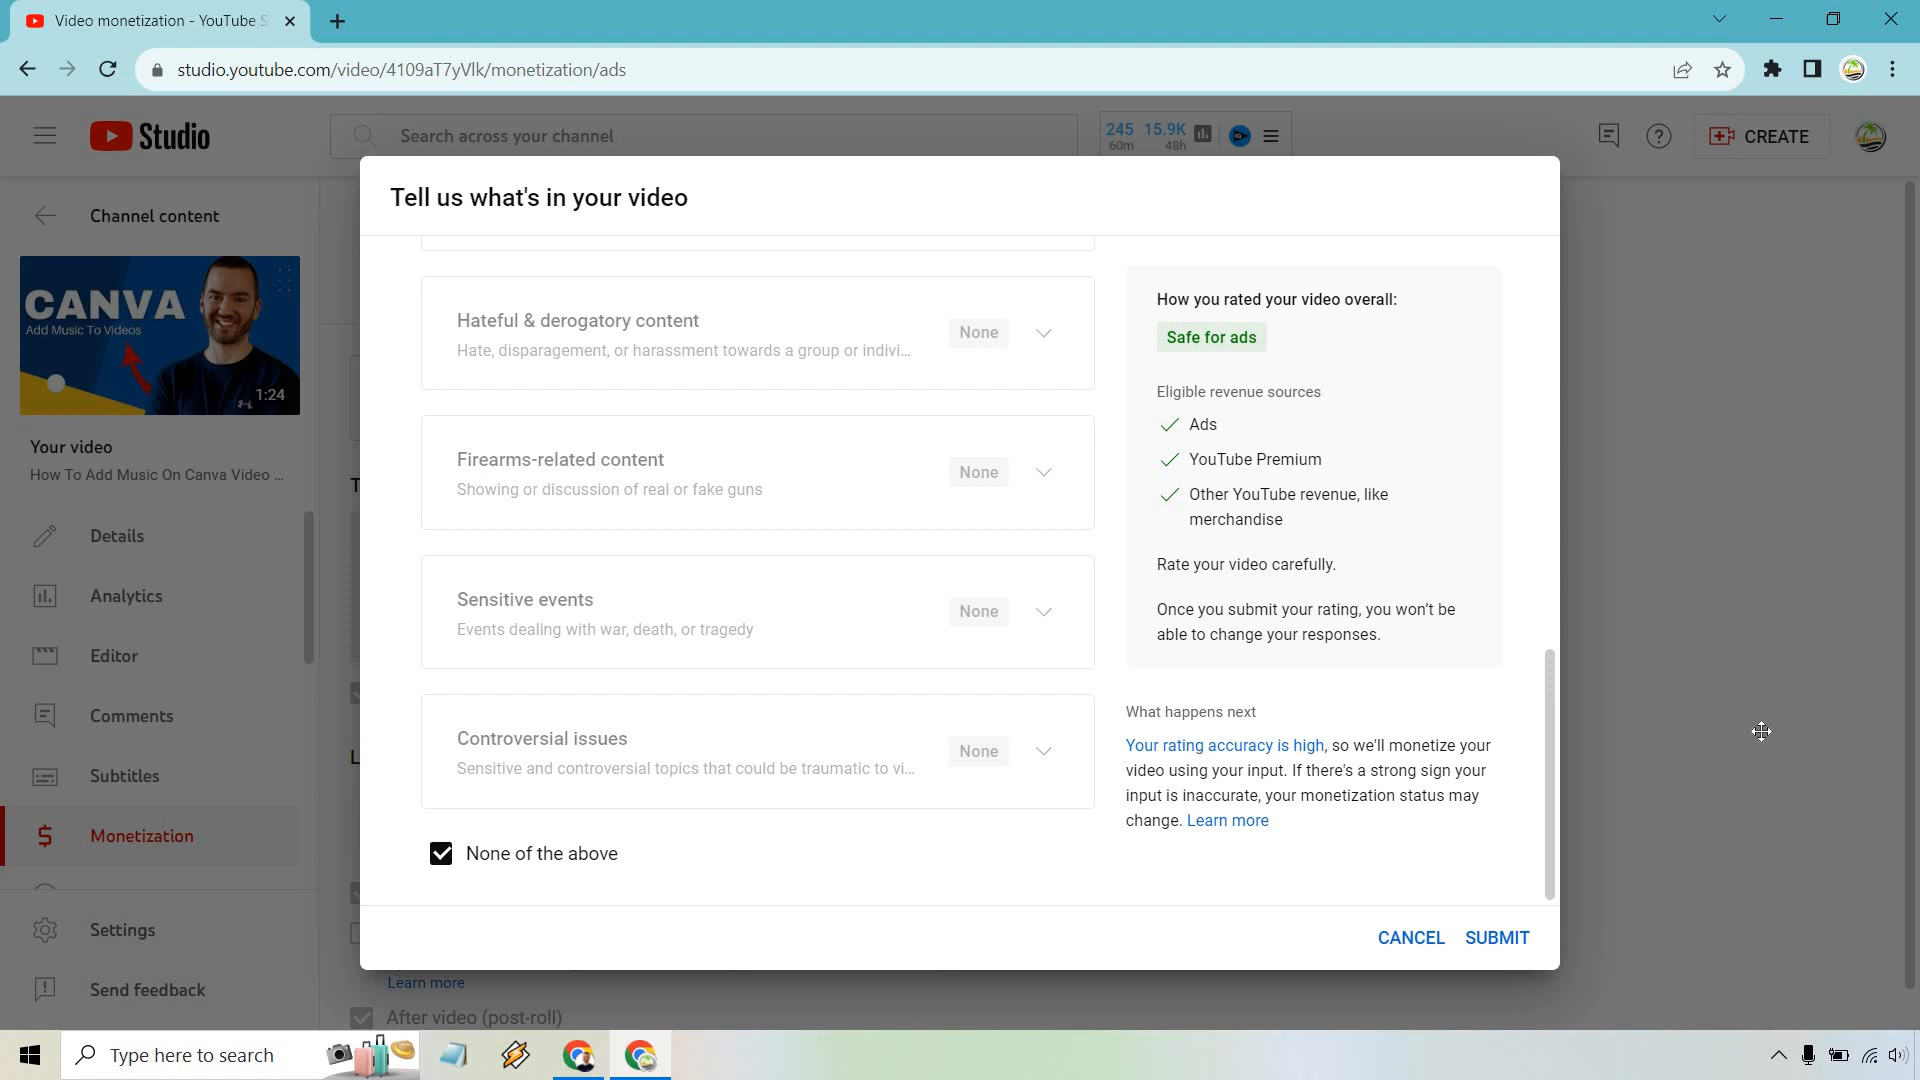 Video monetization - YouTube S
studio.youtube.com/video/4109aT7yVlk/monetization/ads
Studio
Search across your channel
245 15.9K
60m 48h
CREATE
Channel content
CANVA
Add Music To Videos
1:24
Your video
How To Add Music On Canva Video ...
Details
Analytics
Editor
Comments
Subtitles
Monetization
Settings
Send feedback
Tell us what's in your video
Hateful & derogatory content
Hate, disparagement, or harassment towards a group or indivi...
None
Firearms-related content
Showing or discussion of real or fake guns
None
Sensitive events
Events dealing with war, death, or tragedy
None
Controversial issues
Sensitive and controversial topics that could be traumatic to vi...
None
None of the above
How you rated your video overall:
Safe for ads
Eligible revenue sources
Ads
YouTube Premium
Other YouTube revenue, like
merchandise
Rate your video carefully.
Once you submit your rating, you won't be
able to change your responses.
What happens next
Your rating accuracy is high, so we'll monetize your
video using your input. If there's a strong sign your
input is inaccurate, your monetization status may
change. Learn more
CANCEL SUBMIT
Learn more
After video (post-roll)
Type here to search